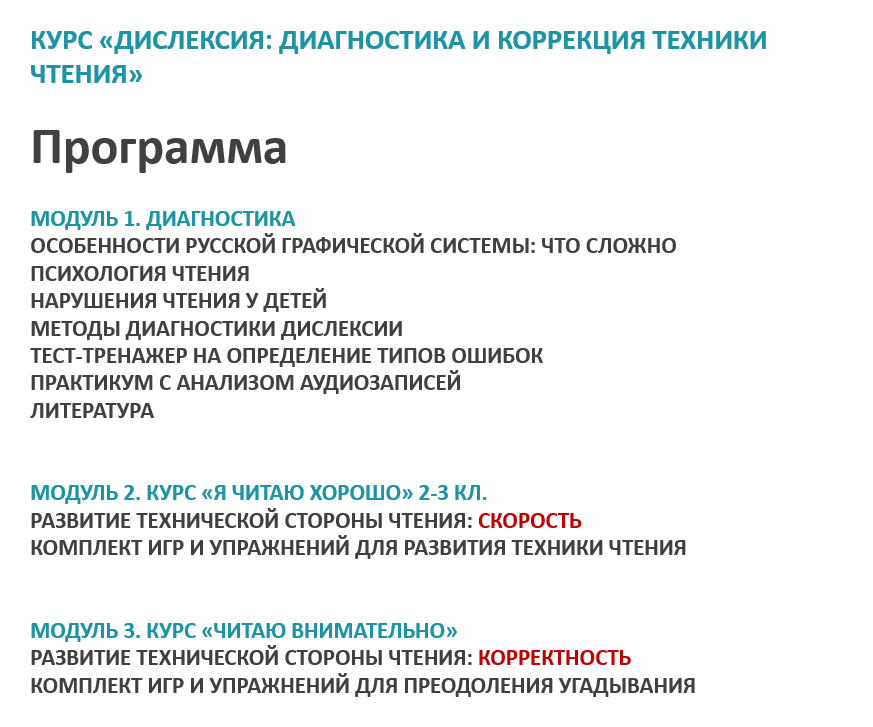 КУРС «ДИСЛЕКСИЯ: ДИАГНОСТИКА И КОРРЕКЦИЯ ТЕХНИКИ
ЧТЕНИЯ»
Программа
МОДУЛЬ 1. ДИАГНОСТИКА
ОСОБЕННОСТИ РУССКОЙ ГРАФИЧЕСКОЙ СИСТЕМЫ: ЧТО СЛОЖНО
ПСИХОЛОГИЯ ЧТЕНИЯ
НАРУШЕНИЯ ЧТЕНИЯ У ДЕТЕЙ
МЕТОДЫ ДИАГНОСТИКИ ДИСЛЕКСИИ
ТЕСТ-ТРЕНАЖЕР НА ОПРЕДЕЛЕНИЕ ТИПОВ ОШИБОК
ПРАКТИКУМ С АНАЛИЗОМ АУДИОЗАПИСЕЙ
ЛИТЕРАТУРА
МОДУЛЬ 2. КУРС «Я ЧИТАЮ ХОРОШО» 2-3 КЛ.
РАЗВИТИЕ ТЕХНИЧЕСКОЙ СТОРОНЫ ЧТЕНИЯ: СКОРОСТЬ
КОМПЛЕКТ ИГР И УПРАЖНЕНИЙ ДЛЯ РАЗВИТИЯ ТЕХНИКИ ЧТЕНИЯ
МОДУЛЬ 3. КУРС «ЧИТАЮ ВНИМАТЕЛЬНО»
РАЗВИТИЕ ТЕХНИЧЕСКОЙ СТОРОНЫ ЧТЕНИЯ: КОРРЕКТНОСТЬ
КОМПЛЕКТ ИГР И УПРАЖНЕНИЙ ДЛЯ ПРЕОДОЛЕНИЯ УГАДЫВАНИЯ